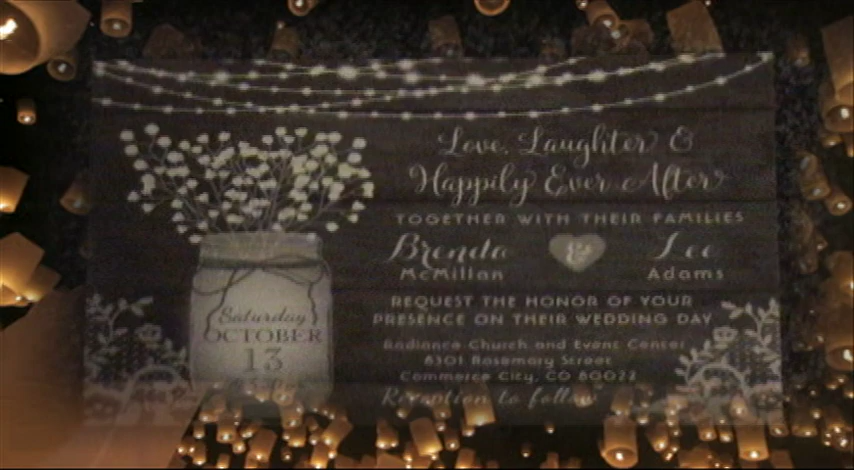 Love, Laughter &
Happily Ever After
TOGETHER WITH THEIR FAMILIES
Brenda & Lee
McMillan Adams
REQUEST THE HONOR OF YOUR
PRESENCE ON THEIR WEDDING DAY
Saturday
OCTOBER
13
Radiance Church and Event Center
6301 Rosemary Street
Commerce City, CO 80022
Reception to follow